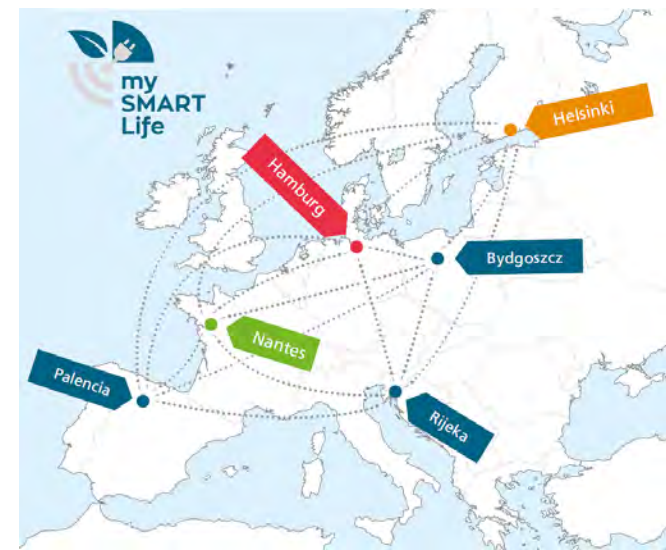 my
SMART
Life
Helsinki
Hamburg
Bydgoszcz
Nantes
Palencia
Rijeka